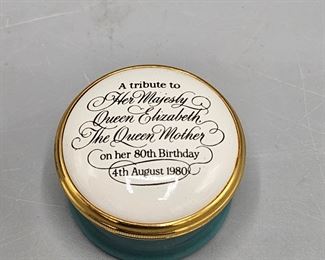 A tribute to
Her Majesty
Queen Elizabeth
The Queen Mother
on her 80th Birthday
4th August 1980